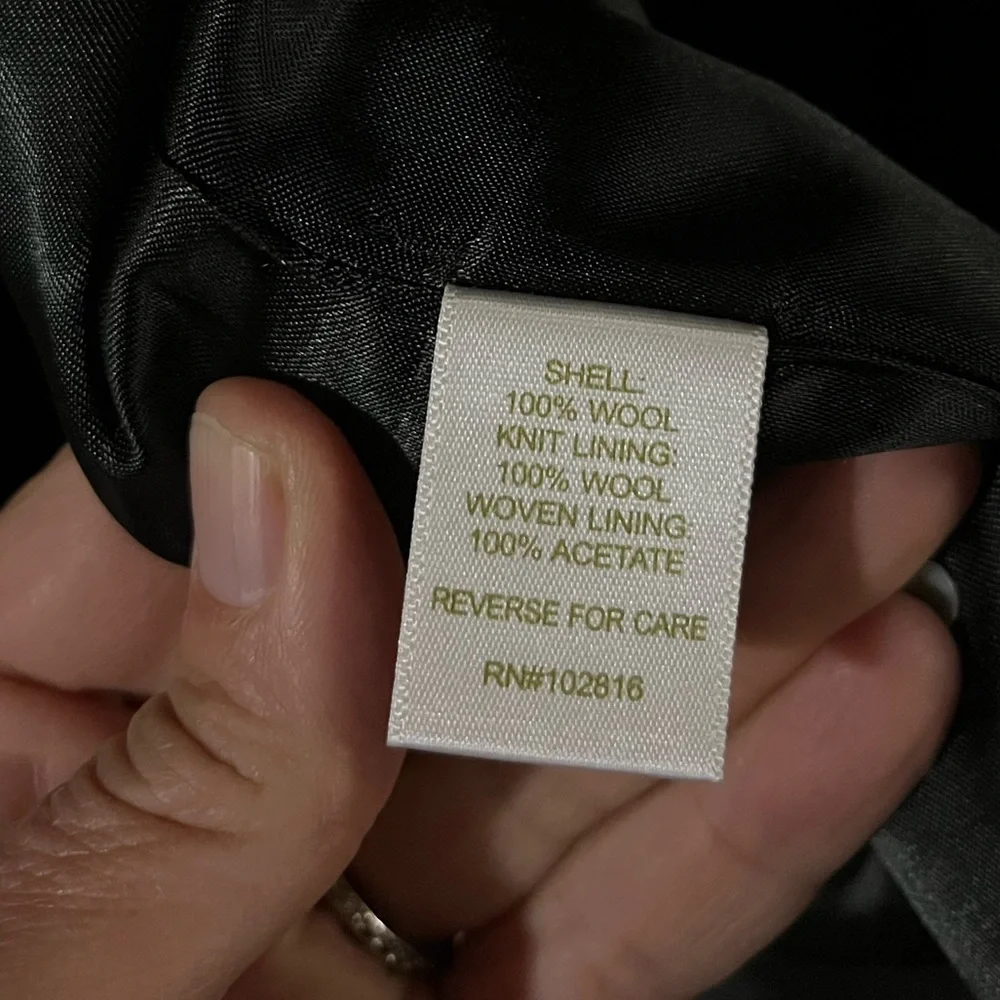 SHELL:
100% WOOL
KNIT LINING:
100% WOOL
WOVEN LINING:
100% ACETATE
REVERSE FOR CARE
RN#102816